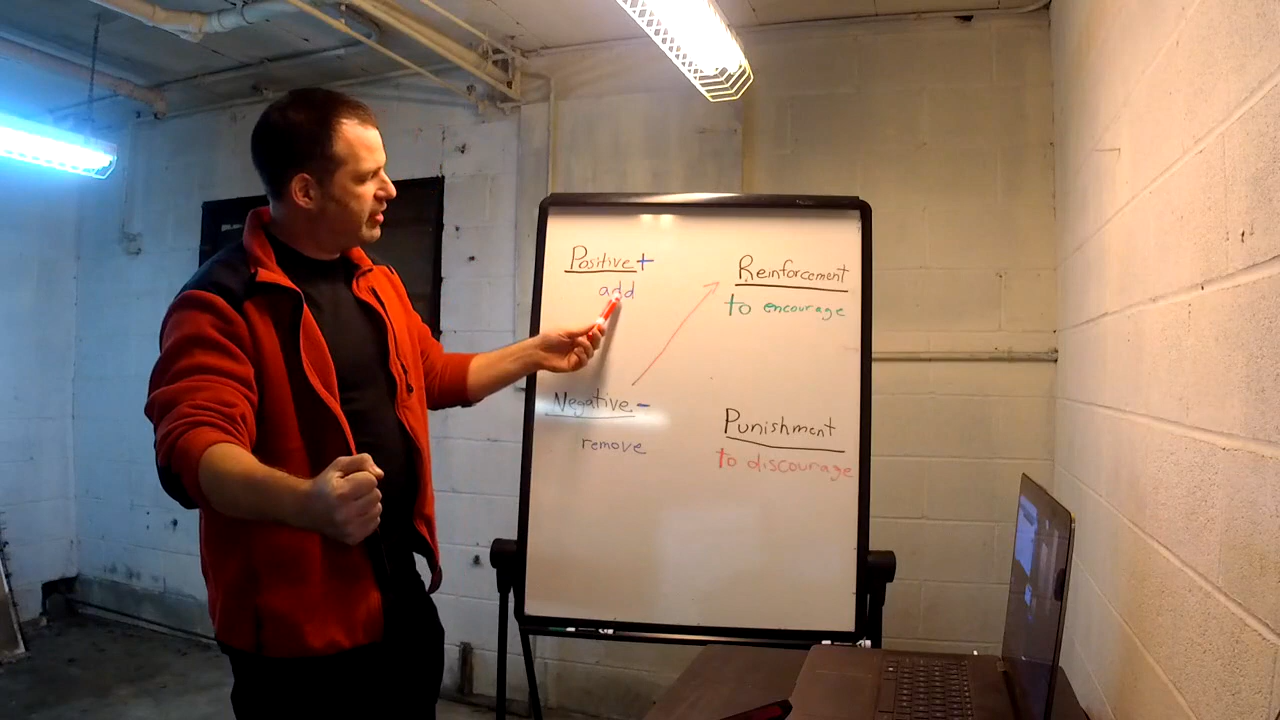 Positive +
add
Reinforcement
to encourage
Negative -
remove
Punishment
to discourage